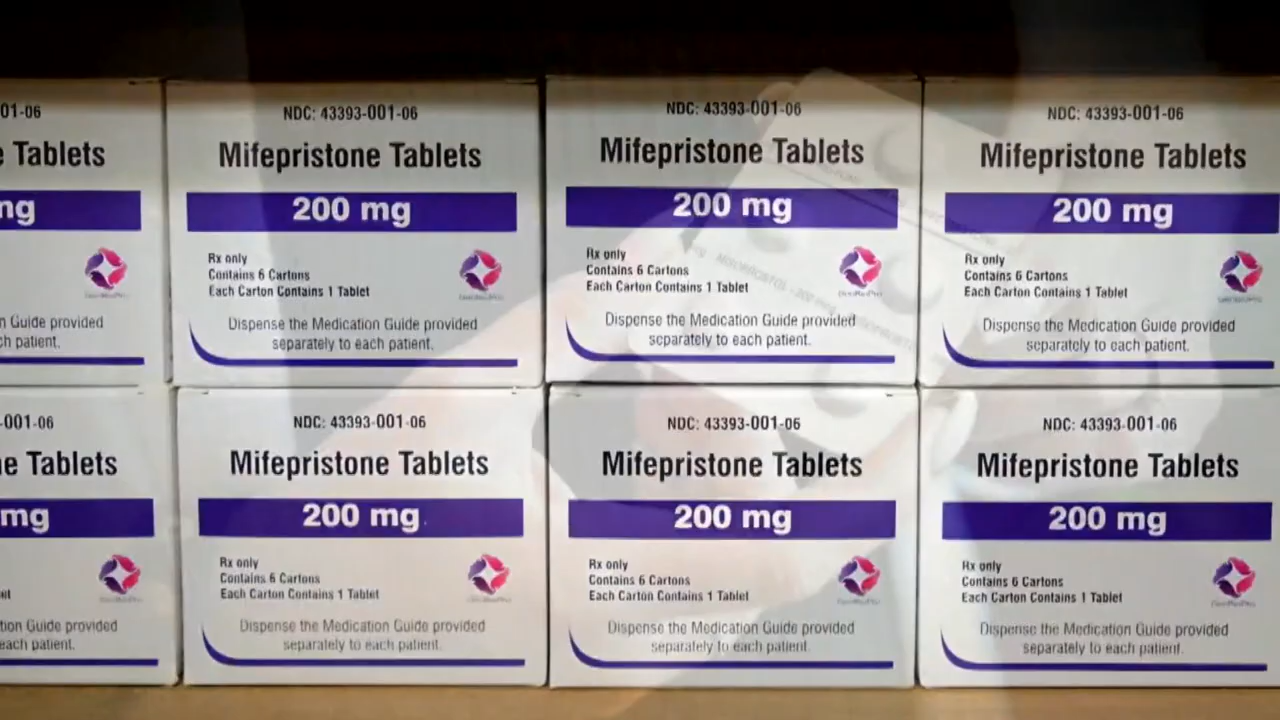 01-06
e Tablets
ng
n Guide provided
ch patient.
NDC: 43393-001-06
Mifepristone Tablets
200 mg
Rx only
Contains 6 Cartons
Each Carton Contains 1 Tablet
Dispense the Medication Guide provided
separately to each patient.
NDC: 43393-001-06
Mifepristone Tablets
200 mg
Rx only
Contains 6 Cartons
Each Carton Contains 1 Tablet
Dispense the Medication Guide provided
separately to each patient.
NDC: 43393-001-06
Mifepristone Tablets
200 mg
Rx only
Contains 6 Cartons
Each Carton Contains 1 Tablet
Dispense the Medication Guide provided
separately to each patient.
-001-06
e Tablets
mg
tion Guide provided
each patient.
NDC: 43393-001-06
Mifepristone Tablets
200 mg
Rx only
Contains 6 Cartons
Each Carton Contains 1 Tablet
Dispense the Medication Guide provided
separately to each patient.
NDC: 43393-001-06
Mifepristone Tablets
200 mg
Rx only
Contains 6 Cartons
Each Carton Contains 1 Tablet
Dispense the Medication Guide provided
separately to each patient.
NDC: 43393-001-06
Mifepristone Tablets
200 mg
Rx only
Contains 6 Cartons
Each Carton Contains 1 Tablet
Dispense the Medication Guide provided
separately to each patient.
MISOPROSTOL - 200 mcg